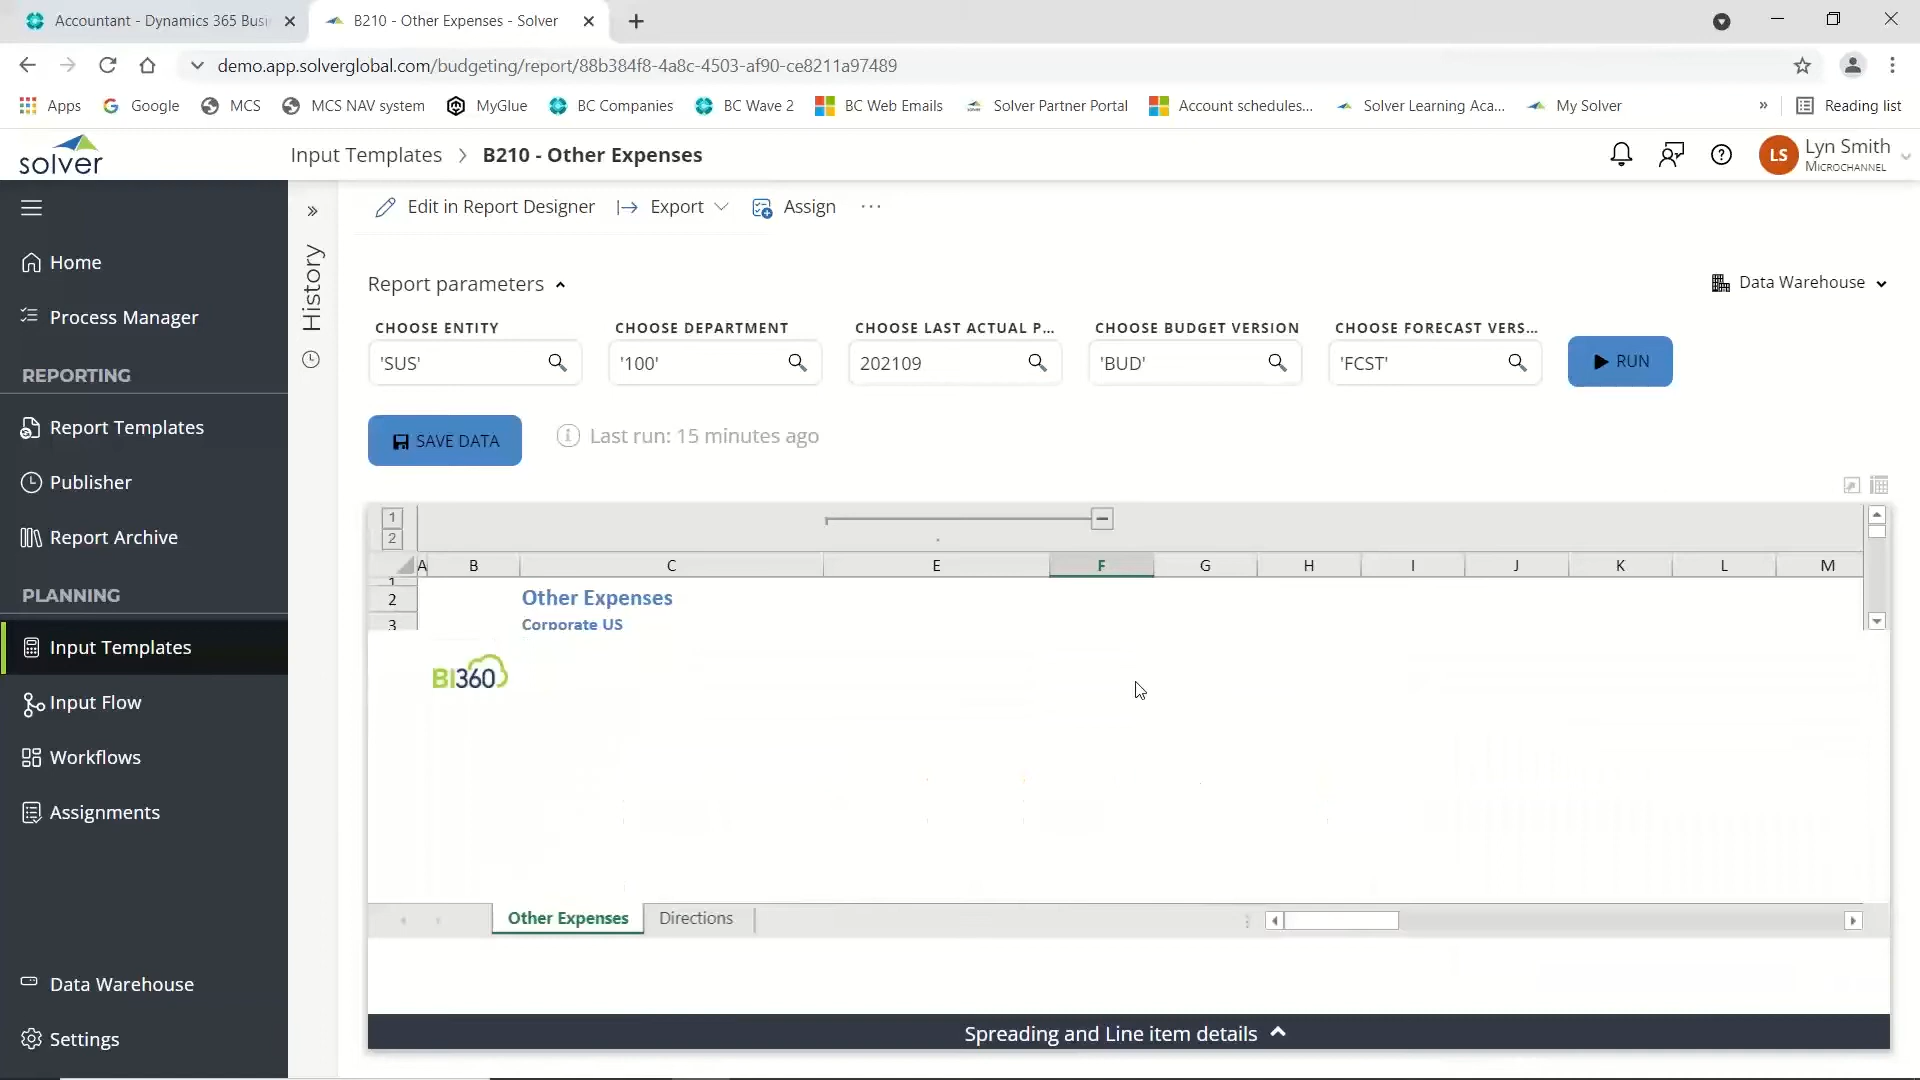 Accountant - Dynamics 365 Busi
B210 - Other Expenses - Solver
demo.app.solverglobal.com/budgeting/report/88b384f8-4a8c-4503-af90-ce8211a97489
Apps Google MCS MCS NAV system MyGlue BC Companies BC Wave 2 BC Web Emails Solver Partner Portal Account schedules... Solver Learning Aca... My Solver » Reading list
solver
Input Templates > B210 - Other Expenses
LS
Lyn Smith
MICROCHANNEL
Edit in Report Designer Export Assign ...
Home
Process Manager
REPORTING
Report Templates
Publisher
Report Archive
PLANNING
Input Templates
Input Flow
Workflows
Assignments
Data Warehouse
Settings
History
Report parameters
Data Warehouse
CHOOSE ENTITY CHOOSE DEPARTMENT CHOOSE LAST ACTUAL P... CHOOSE BUDGET VERSION CHOOSE FORECAST VERS...
'SUS' '100' 202109 'BUD' 'FCST' RUN
SAVE DATA
Last run: 15 minutes ago
1
2
A B C E F G H I J K L M
1
2 Other Expenses
3 Corporate US
BI360
Other Expenses Directions
Spreading and Line item details